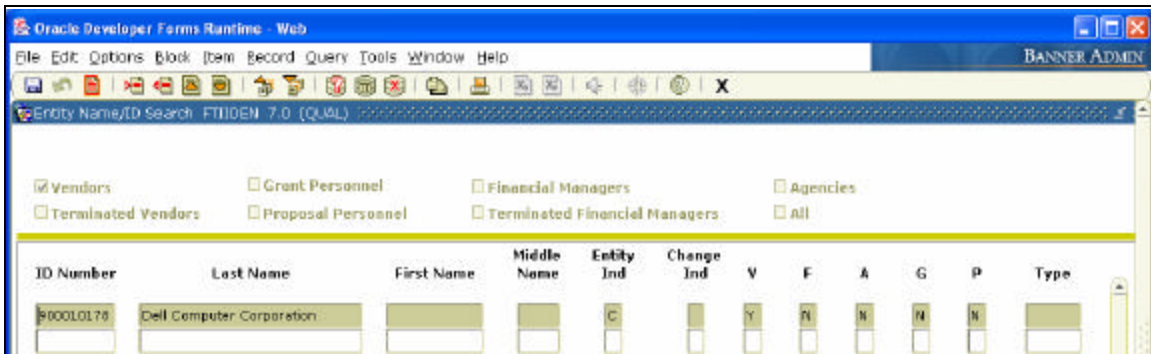 Oracle Developer Forms Runtime - Web
File Edit Options Block Item Record Query Tools Window Help
BANNER ADMIN
X
Entity Name/ID Search FTIIDEN 7.0 (QUAL)
Vendors Grant Personnel Financial Managers Agencies
Terminated Vendors Proposal Personnel Terminated Financial Managers All
Middle Entity Change
ID Number Last Name First Name Name Ind Ind V F A G P Type
900010178 Dell Computer Corporation C Y N N N N